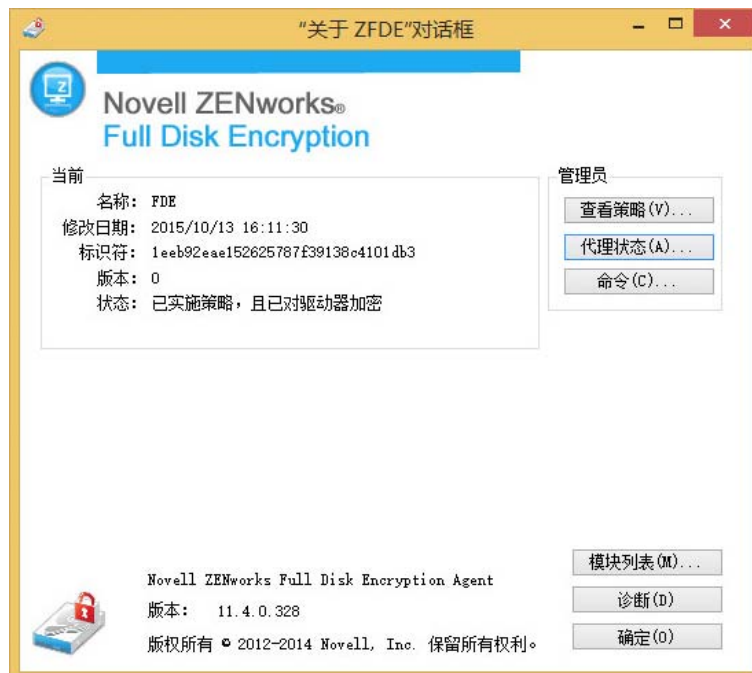 “关于 ZFDE”对话框
Z
Novell ZENworks®
Full Disk Encryption
当前
名称: FDE
修改日期: 2015/10/13 16:11:30
标识符: 1eeb92eae152625787f39138c4101db3
版本: 0
状态: 已实施策略，且已对驱动器加密
管理员
查看策略(V)...
代理状态(A)...
命令(C)...
模块列表(M)...
诊断(D)
确定(O)
Novell ZENworks Full Disk Encryption Agent
版本: 11.4.0.328
版权所有 © 2012-2014 Novell, Inc. 保留所有权利。